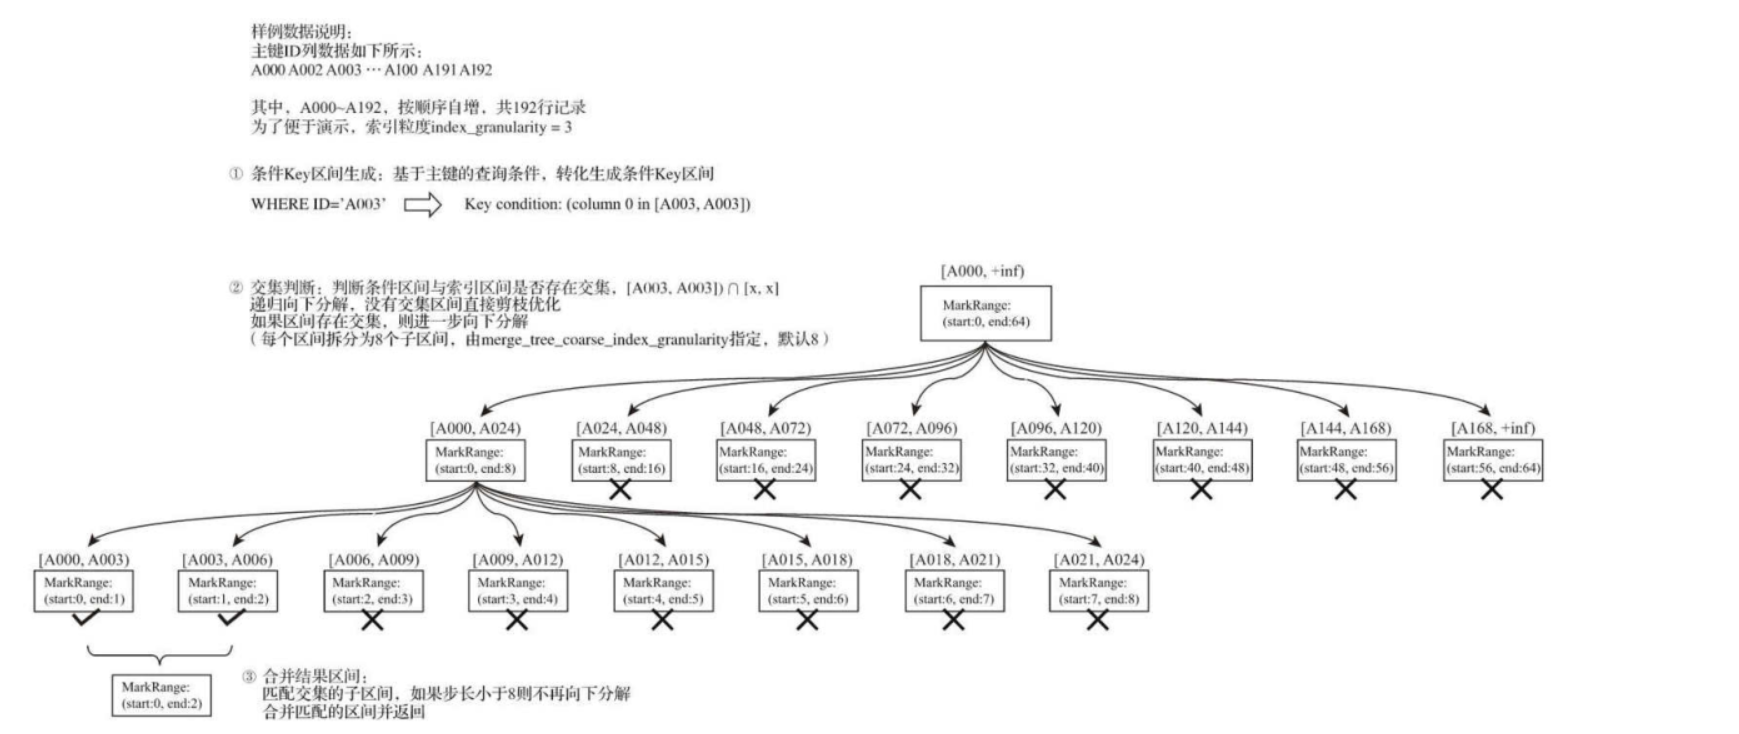 样例数据说明：
主键ID列数据如下所示：
A000 A002 A003 ··· A100 A191 A192
其中，A000~A192，按顺序自增，共192行记录
为了便于演示，索引粒度index_granularity = 3
① 条件Key区间生成：基于主键的查询条件，转化生成条件Key区间
WHERE ID=’A003’ Key condition: (column 0 in [A003, A003])
② 交集判断：判断条件区间与索引区间是否存在交集，[A003, A003]) ∩ [x, x]
递归向下分解，没有交集区间直接剪枝优化
如果区间存在交集，则进一步向下分解
（每个区间拆分为8个子区间，由merge_tree_coarse_index_granularity指定，默认8）
[A000, +inf)
MarkRange:
(start:0, end:64)
[A000, A024)
MarkRange:
(start:0, end:8)
[A024, A048)
MarkRange:
(start:8, end:16)
[A048, A072)
MarkRange:
(start:16, end:24)
[A072, A096)
MarkRange:
(start:24, end:32)
[A096, A120)
MarkRange:
(start:32, end:40)
[A120, A144)
MarkRange:
(start:40, end:48)
[A144, A168)
MarkRange:
(start:48, end:56)
[A168, +inf)
MarkRange:
(start:56, end:64)
[A000, A003)
MarkRange:
(start:0, end:1)
[A003, A006)
MarkRange:
(start:1, end:2)
[A006, A009)
MarkRange:
(start:2, end:3)
[A009, A012)
MarkRange:
(start:3, end:4)
[A012, A015)
MarkRange:
(start:4, end:5)
[A015, A018)
MarkRange:
(start:5, end:6)
[A018, A021)
MarkRange:
(start:6, end:7)
[A021, A024)
MarkRange:
(start:7, end:8)
MarkRange:
(start:0, end:2)
③ 合并结果区间：
匹配交集的子区间，如果步长小于8则不再向下分解
合并匹配的区间并返回